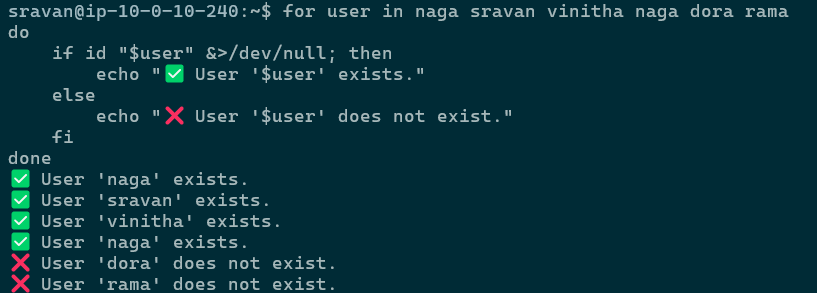 sravan@ip-10-0-10-240:~$ for user in naga sravan vinitha naga dora rama
do
    if id "$user" &>/dev/null; then
        echo "✅ User '$user' exists."
    else
        echo "❌ User '$user' does not exist."
    fi
done
✅ User 'naga' exists.
✅ User 'sravan' exists.
✅ User 'vinitha' exists.
✅ User 'naga' exists.
❌ User 'dora' does not exist.
❌ User 'rama' does not exist.